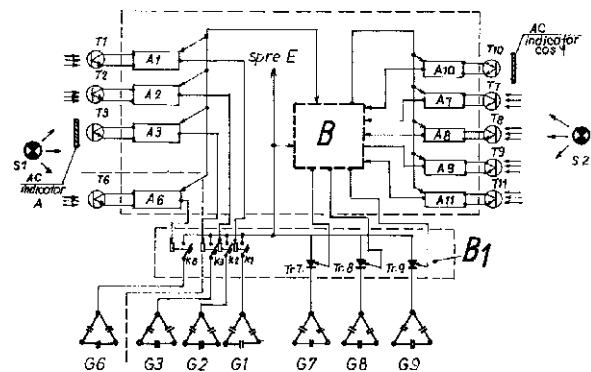 T1
A1
T2
A2
T3
A3
S1
AC
indicator
A
T6
A6
spre E
B
T10
AC
indicator
cos φ
A10
T7
A7
T8
A8
T9
A9
T11
A11
S2
K6
K3
K2
K1
Tr.7
Tr.8
Tr.9
B1
G6
G3
G2
G1
G7
G8
G9